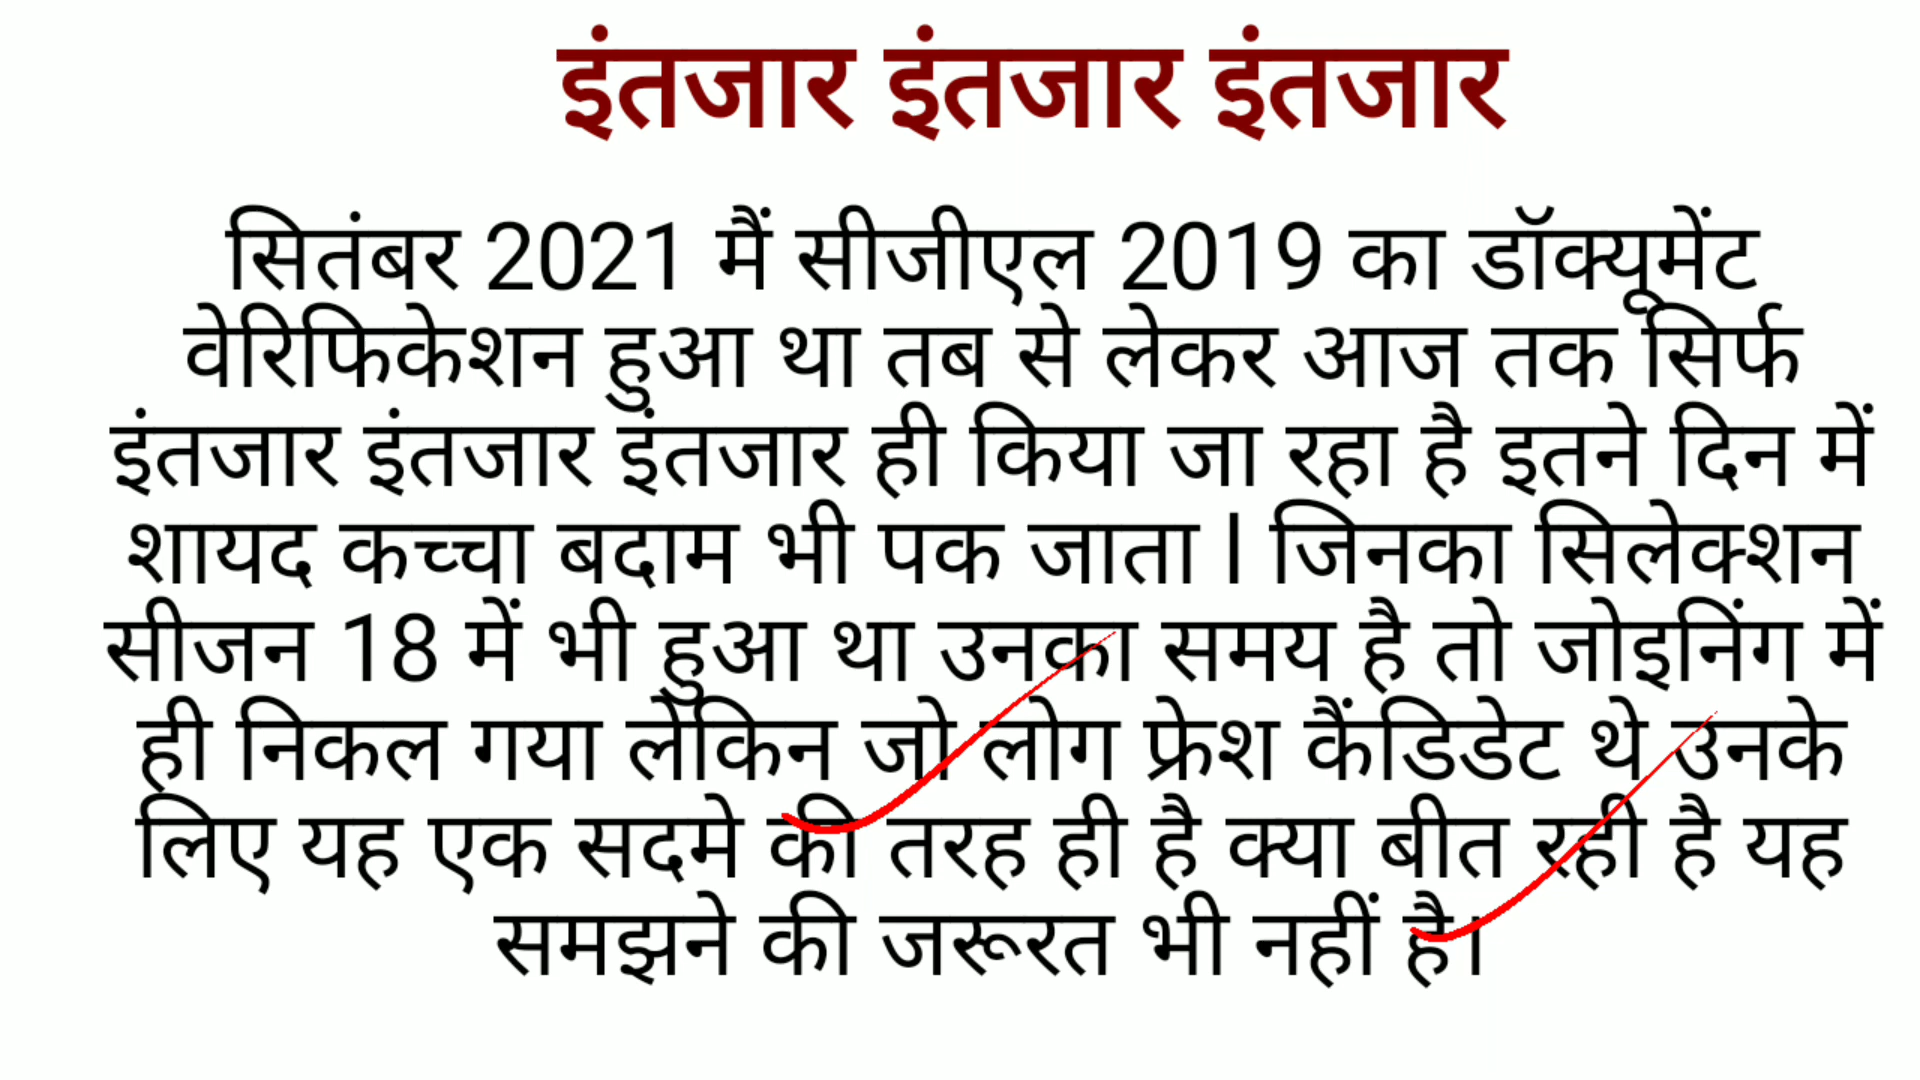 इंतजार इंतजार इंतजार
सितंबर 2021 मैं सीजीएल 2019 का डॉक्यूमेंट
वेरिफिकेशन हुआ था तब से लेकर आज तक सिर्फ
इंतजार इंतजार इंतजार ही किया जा रहा है इतने दिन में
शायद कच्चा बदाम भी पक जाता l जिनका सिलेक्शन
सीजन 18 में भी हुआ था उनका समय है तो जोइनिंग में
ही निकल गया लेकिन जो लोग फ्रेश कैंडिडेट थे उनके
लिए यह एक सदमे की तरह ही है क्या बीत रही है यह
समझने की जरूरत भी नहीं है।